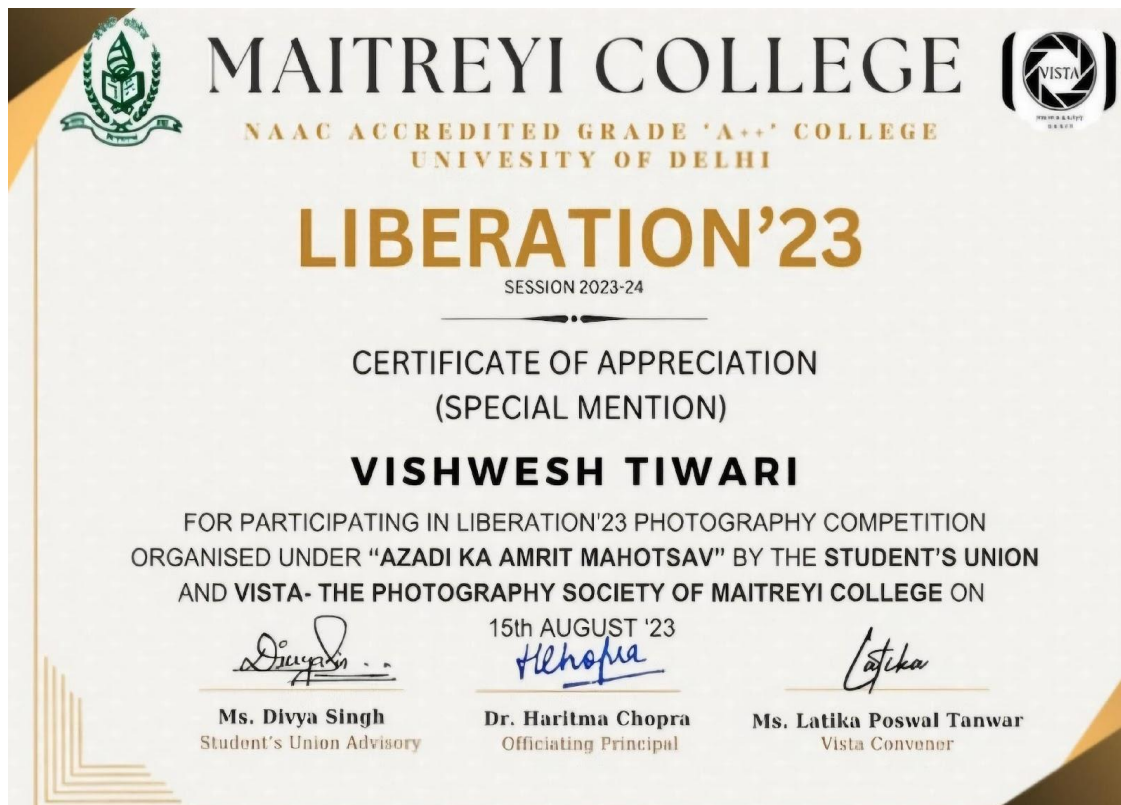 MAITREYI COLLEGE
VISTA
NAAC ACCREDITED GRADE 'A++' COLLEGE
UNIVESITY OF DELHI
LIBERATION'23
SESSION 2023-24
CERTIFICATE OF APPRECIATION
(SPECIAL MENTION)
VISHWESH TIWARI
FOR PARTICIPATING IN LIBERATION'23 PHOTOGRAPHY COMPETITION
ORGANISED UNDER “AZADI KA AMRIT MAHOTSAV” BY THE STUDENT'S UNION
AND VISTA- THE PHOTOGRAPHY SOCIETY OF MAITREYI COLLEGE ON
15th AUGUST '23
HChopra
Latika
Ms. Divya Singh
Student's Union Advisory
Dr. Haritma Chopra
Officiating Principal
Ms. Latika Poswal Tanwar
Vista Convenor